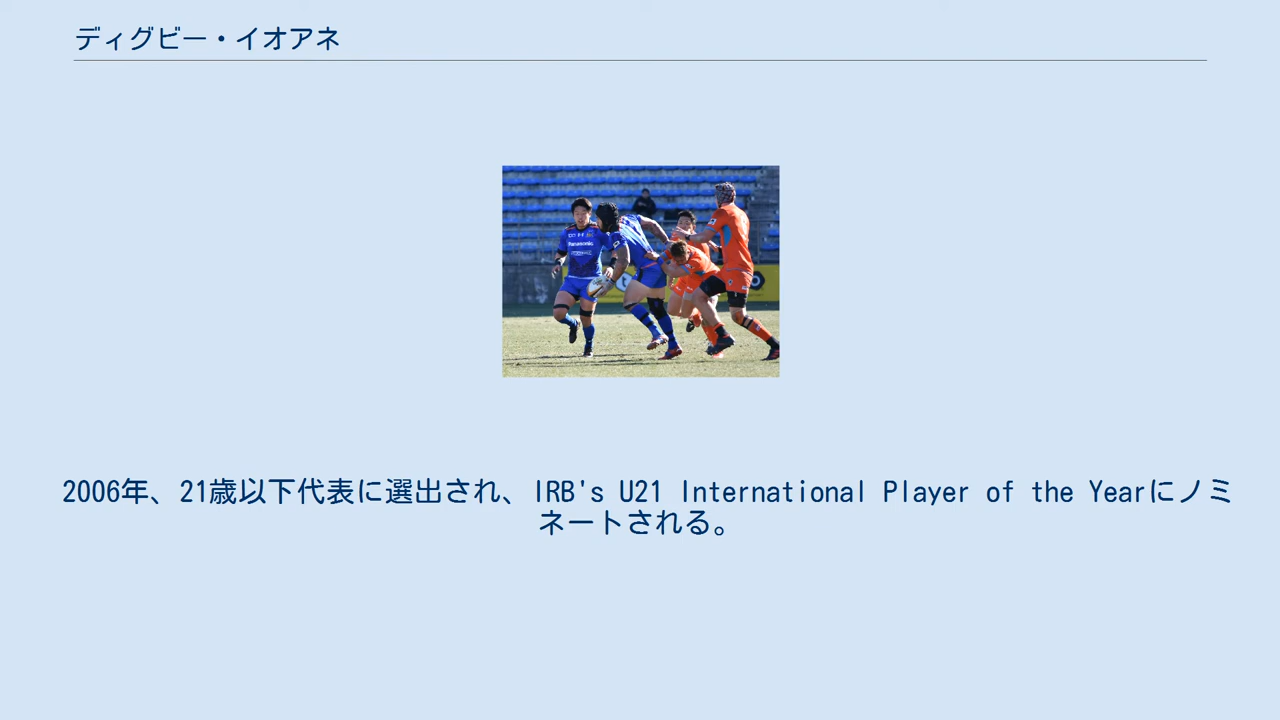 ディグビー・イオアネ
Panasonic
2006年、21歳以下代表に選出され、IRB's U21 International Player of the Yearにノミ
ネートされる。